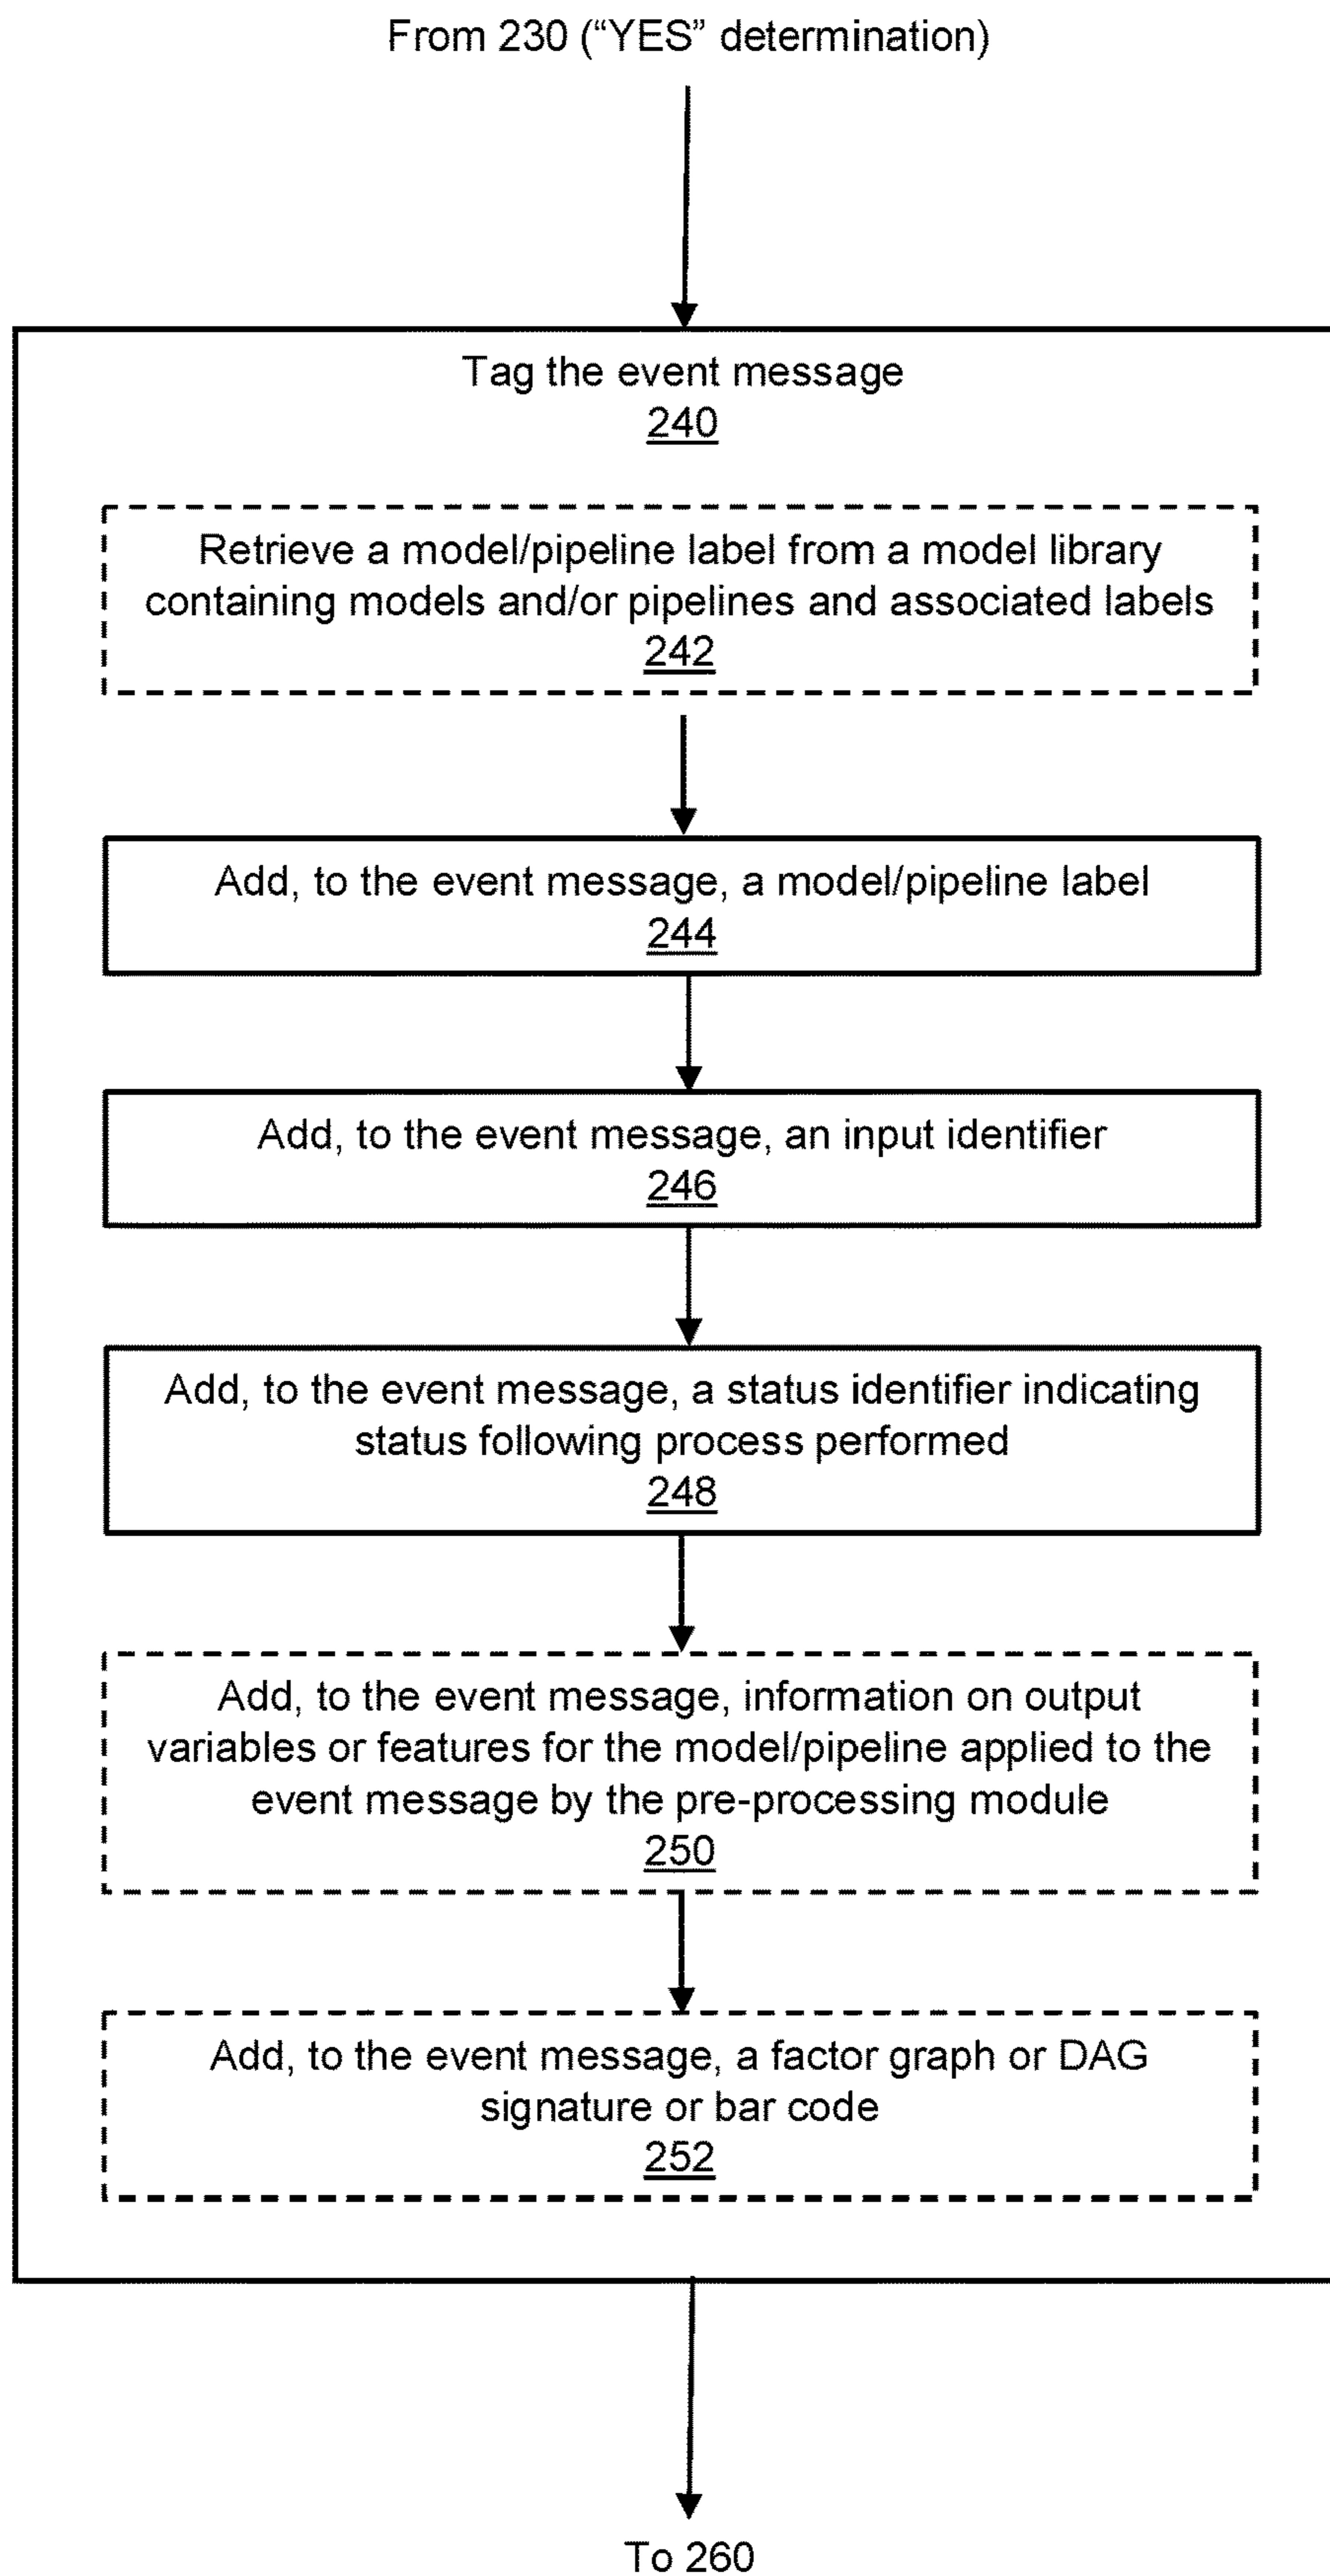 From 230 (“YES” determination)
Tag the event message
240
Retrieve a model/pipeline label from a model library
containing models and/or pipelines and associated labels
242
Add, to the event message, a model/pipeline label
244
Add, to the event message, an input identifier
246
Add, to the event message, a status identifier indicating
status following process performed
248
Add, to the event message, information on output
variables or features for the model/pipeline applied to the
event message by the pre-processing module
250
Add, to the event message, a factor graph or DAG
signature or bar code
252
To 260